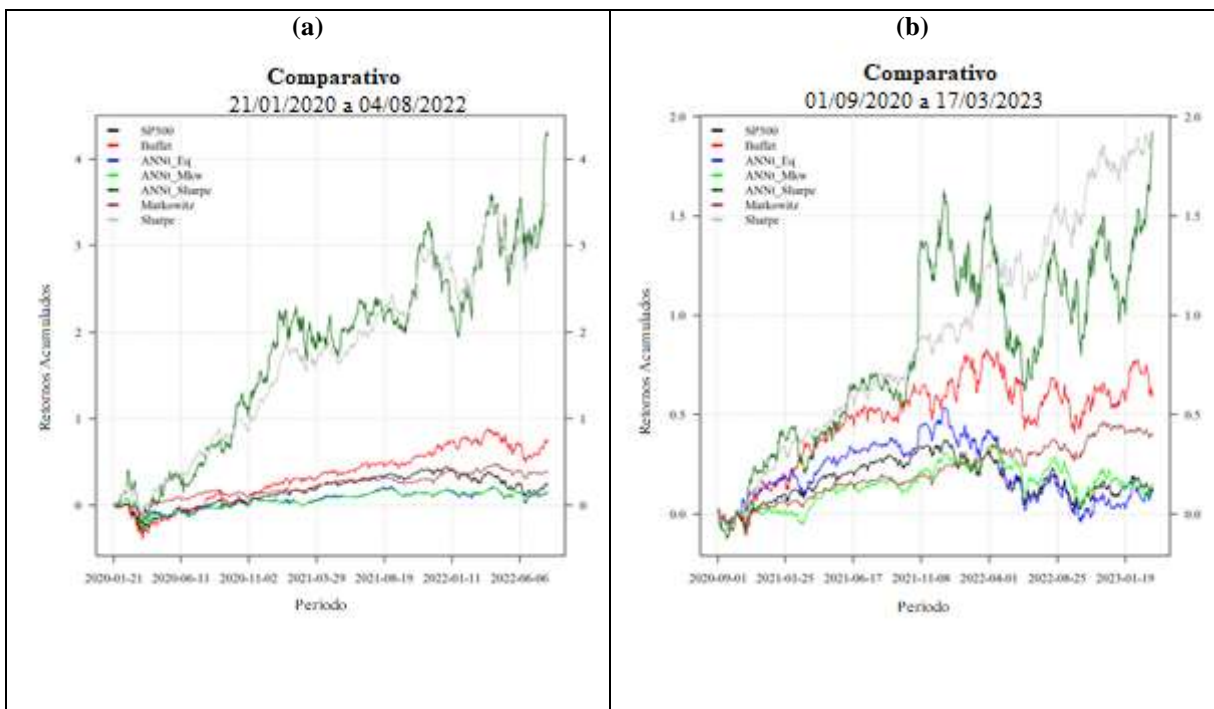 (a)
Comparativo
21/01/2020 a 04/08/2022
SP500
Buffet
ANNt_Eq
ANNt_Mkw
ANNt_Sharpe
Markowitz
Sharpe
4 4
3 3
2 2
1 1
0 0
Retornos Acumulados
2020-01-21 2020-06-11 2020-11-02 2021-03-29 2021-08-19 2022-01-11 2022-06-06
Período
(b)
Comparativo
01/09/2020 a 17/03/2023
SP500
Buffet
ANNt_Eq
ANNt_Mkw
ANNt_Sharpe
Markowitz
Sharpe
2.0 2.0
1.5 1.5
1.0 1.0
0.5 0.5
0.0 0.0
Retornos Acumulados
2020-09-01 2021-01-25 2021-06-17 2021-11-08 2022-04-01 2022-08-25 2023-01-19
Período